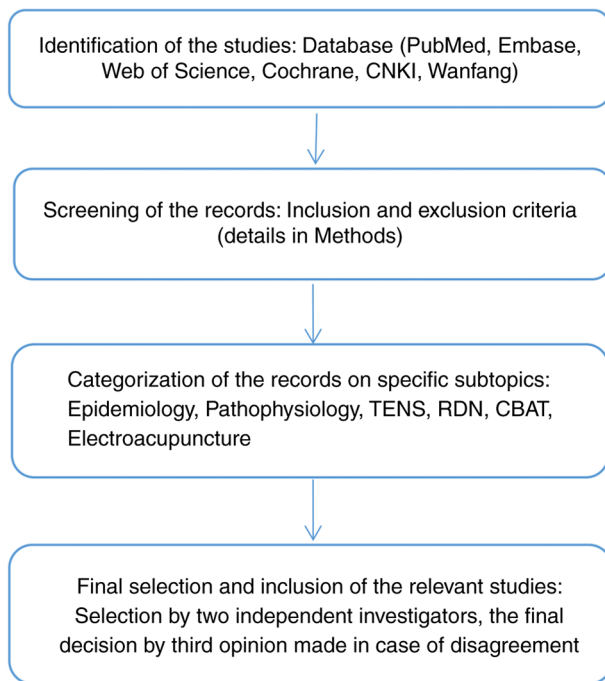 Identification of the studies: Database (PubMed, Embase,
Web of Science, Cochrane, CNKI, Wanfang)
Screening of the records: Inclusion and exclusion criteria
(details in Methods)
Categorization of the records on specific subtopics:
Epidemiology, Pathophysiology, TENS, RDN, CBAT,
Electroacupuncture
Final selection and inclusion of the relevant studies:
Selection by two independent investigators, the final
decision by third opinion made in case of disagreement